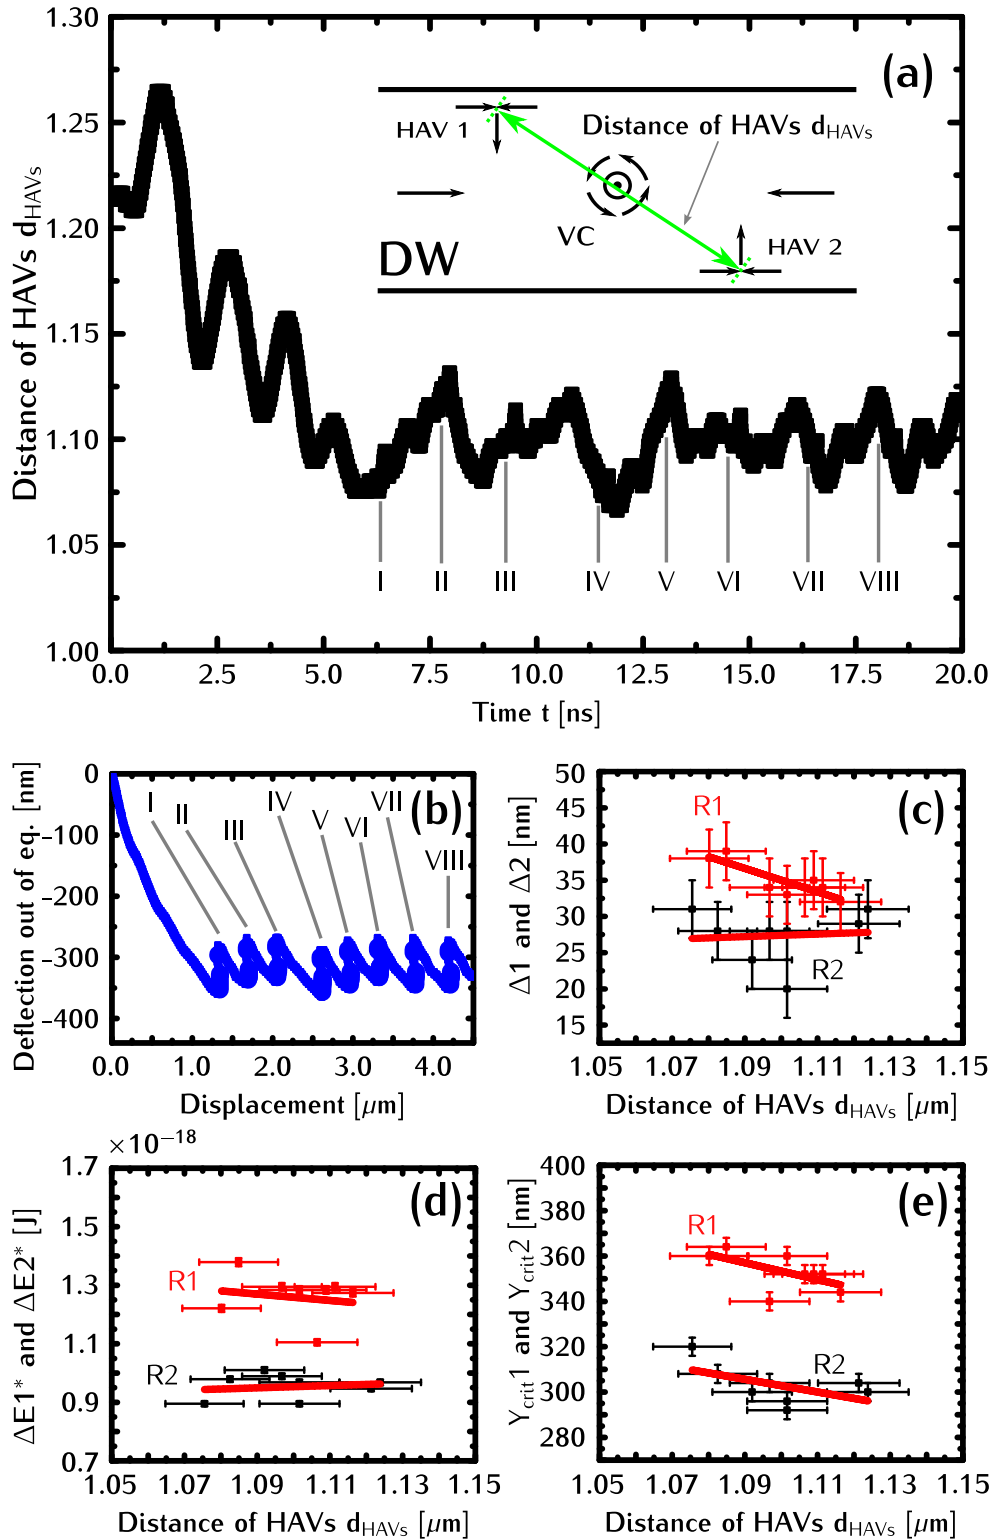 (a)
1.30
1.25
1.20
1.15
1.10
1.05
1.00
Distance of HAVs d_HAVs
HAV 1
Distance of HAVs d_HAVs
VC
HAV 2
DW
I II III IV V VI VII VIII
0.0 2.5 5.0 7.5 10.0 12.5 15.0 17.5 20.0
Time t [ns]
(b)
0
-100
-200
-300
-400
Deflection out of eq. [nm]
I II III IV V VI VII VIII
0.0 1.0 2.0 3.0 4.0
Displacement [μm]
(c)
50
45
40
35
30
25
20
15
Δ1 and Δ2 [nm]
R1
R2
1.05 1.07 1.09 1.11 1.13 1.15
Distance of HAVs d_HAVs [μm]
×10^-18
(d)
1.7
1.5
1.3
1.1
0.9
0.7
ΔE1* and ΔE2* [J]
R1
R2
1.05 1.07 1.09 1.11 1.13 1.15
Distance of HAVs d_HAVs [μm]
(e)
400
380
360
340
320
300
280
Y_crit1 and Y_crit2 [nm]
R1
R2
1.05 1.07 1.09 1.11 1.13 1.15
Distance of HAVs d_HAVs [μm]